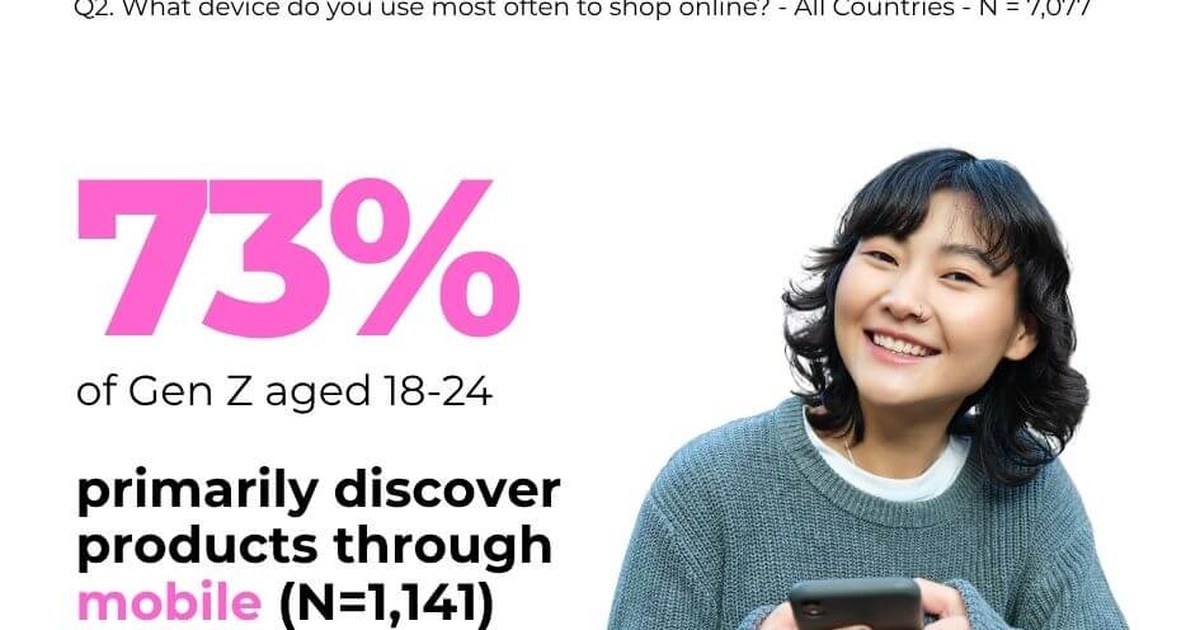 Q2. What device do you use most often to shop online? - All Countries - N = 7,077
73%
of Gen Z aged 18-24
primarily discover
products through
mobile (N=1,141)